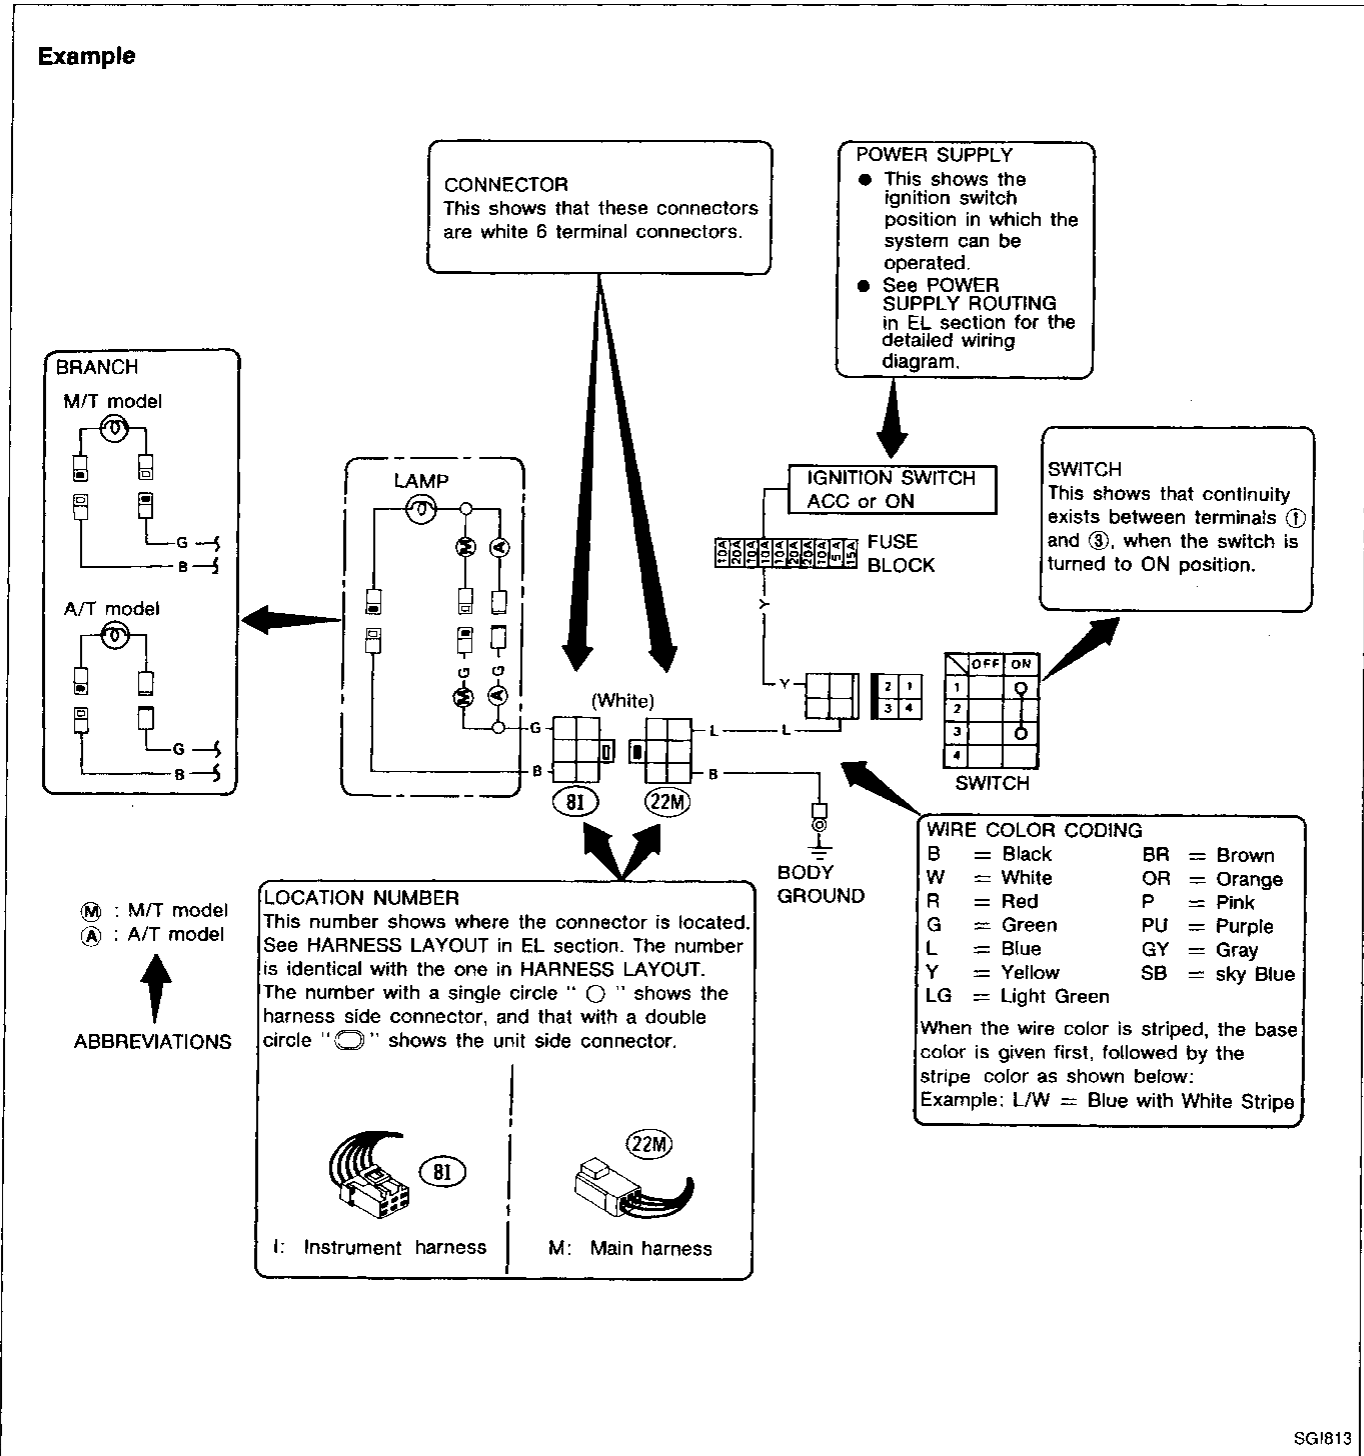 Example
CONNECTOR
This shows that these connectors
are white 6 terminal connectors.
POWER SUPPLY
● This shows the
ignition switch
position in which the
system can be
operated.
● See POWER
SUPPLY ROUTING
in EL section for the
detailed wiring
diagram.
BRANCH
M/T model
G
B
A/T model
G
B
LAMP
M
A
G
G
M
A
G
B
(White)
8I
22M
L
L
B
BODY
GROUND
IGNITION SWITCH
ACC or ON
10A 20A 10A 10A 10A 20A 20A 10A 5A 15A
FUSE
BLOCK
Y
Y
2 1
3 4
OFF ON
1
2
3
4
SWITCH
SWITCH
This shows that continuity
exists between terminals ①
and ③, when the switch is
turned to ON position.
WIRE COLOR CODING
B = Black BR = Brown
W = White OR = Orange
R = Red P = Pink
G = Green PU = Purple
L = Blue GY = Gray
Y = Yellow SB = sky Blue
LG = Light Green
When the wire color is striped, the base
color is given first, followed by the
stripe color as shown below:
Example: L/W = Blue with White Stripe
Ⓜ : M/T model
Ⓐ : A/T model
ABBREVIATIONS
LOCATION NUMBER
This number shows where the connector is located.
See HARNESS LAYOUT in EL section. The number
is identical with the one in HARNESS LAYOUT.
The number with a single circle " ○ " shows the
harness side connector, and that with a double
circle "◎" shows the unit side connector.
8I
22M
I: Instrument harness
M: Main harness
SGI813